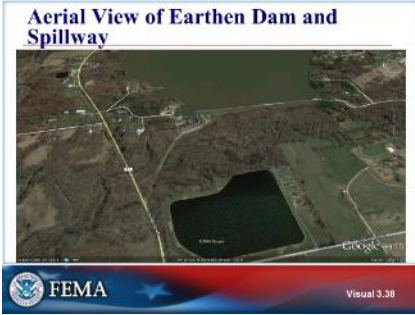 Aerial View of Earthen Dam and
Spillway
Google earth
FEMA
Visual 3.38